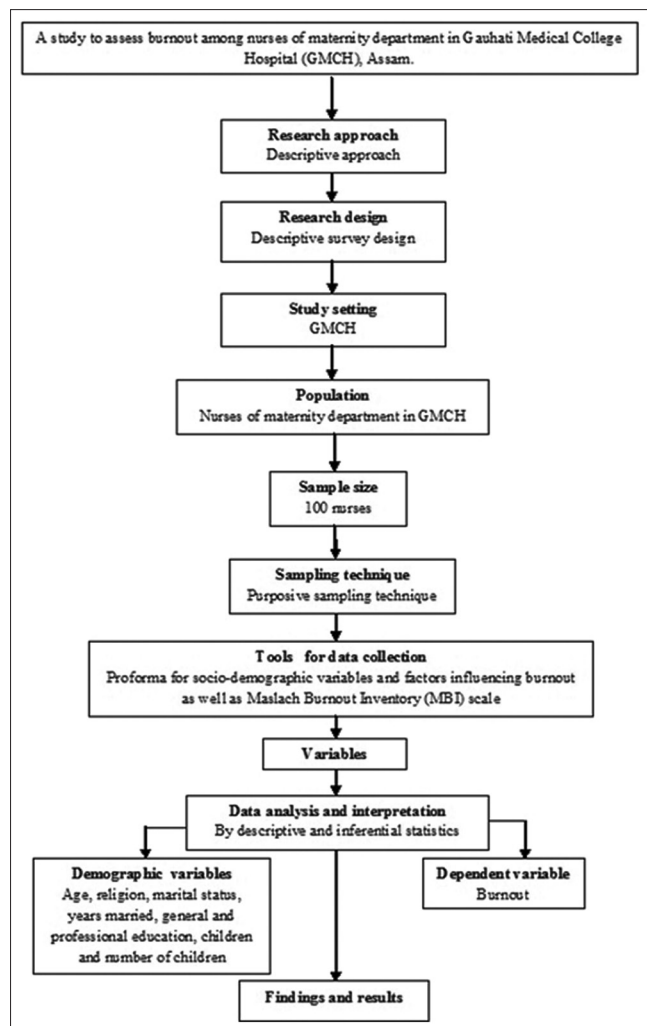 A study to assess burnout among nurses of maternity department in Gauhati Medical College
Hospital (GMCH), Assam.
Research approach
Descriptive approach
Research design
Descriptive survey design
Study setting
GMCH
Population
Nurses of maternity department in GMCH
Sample size
100 nurses
Sampling technique
Purposive sampling technique
Tools for data collection
Proforma for socio-demographic variables and factors influencing burnout
as well as Maslach Burnout Inventory (MBI) scale
Variables
Data analysis and interpretation
By descriptive and inferential statistics
Demographic variables
Age, religion, marital status,
years married, general and
professional education, children
and number of children
Dependent variable
Burnout
Findings and results